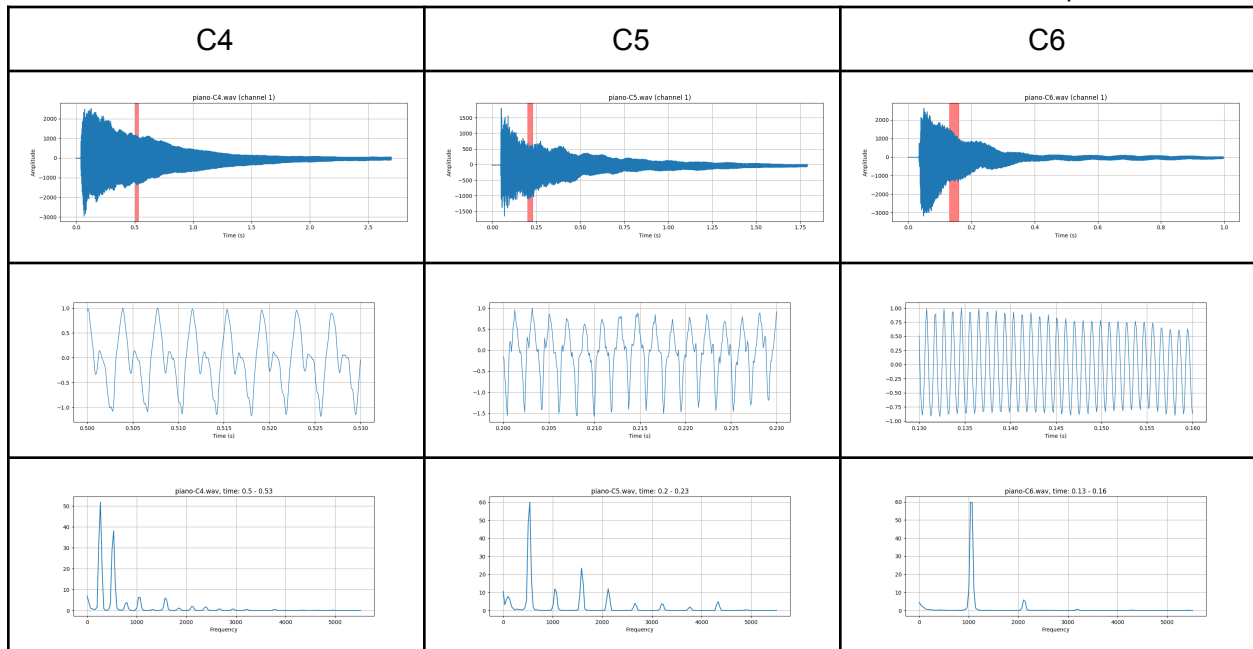 C4
C5
C6
piano-C4.wav (channel 1)
Amplitude
2000
1000
0
−1000
−2000
−3000
0.0 0.5 1.0 1.5 2.0 2.5
Time (s)
piano-C5.wav (channel 1)
Amplitude
1500
1000
500
0
−500
−1000
−1500
0.00 0.25 0.50 0.75 1.00 1.25 1.50 1.75
Time (s)
piano-C6.wav (channel 1)
Amplitude
2000
1000
0
−1000
−2000
−3000
0.0 0.2 0.4 0.6 0.8 1.0
Time (s)
1.0
0.5
0.0
−0.5
−1.0
0.500 0.505 0.510 0.515 0.520 0.525 0.530
Time (s)
1.0
0.5
0.0
−0.5
−1.0
−1.5
0.200 0.205 0.210 0.215 0.220 0.225 0.230
Time (s)
1.00
0.75
0.50
0.25
0.00
−0.25
−0.50
−0.75
−1.00
0.130 0.135 0.140 0.145 0.150 0.155 0.160
Time (s)
piano-C4.wav, time: 0.5 - 0.53
50
40
30
20
10
0
0 1000 2000 3000 4000 5000
Frequency
piano-C5.wav, time: 0.2 - 0.23
60
50
40
30
20
10
0
0 1000 2000 3000 4000 5000
Frequency
piano-C6.wav, time: 0.13 - 0.16
60
50
40
30
20
10
0
0 1000 2000 3000 4000 5000
Frequency